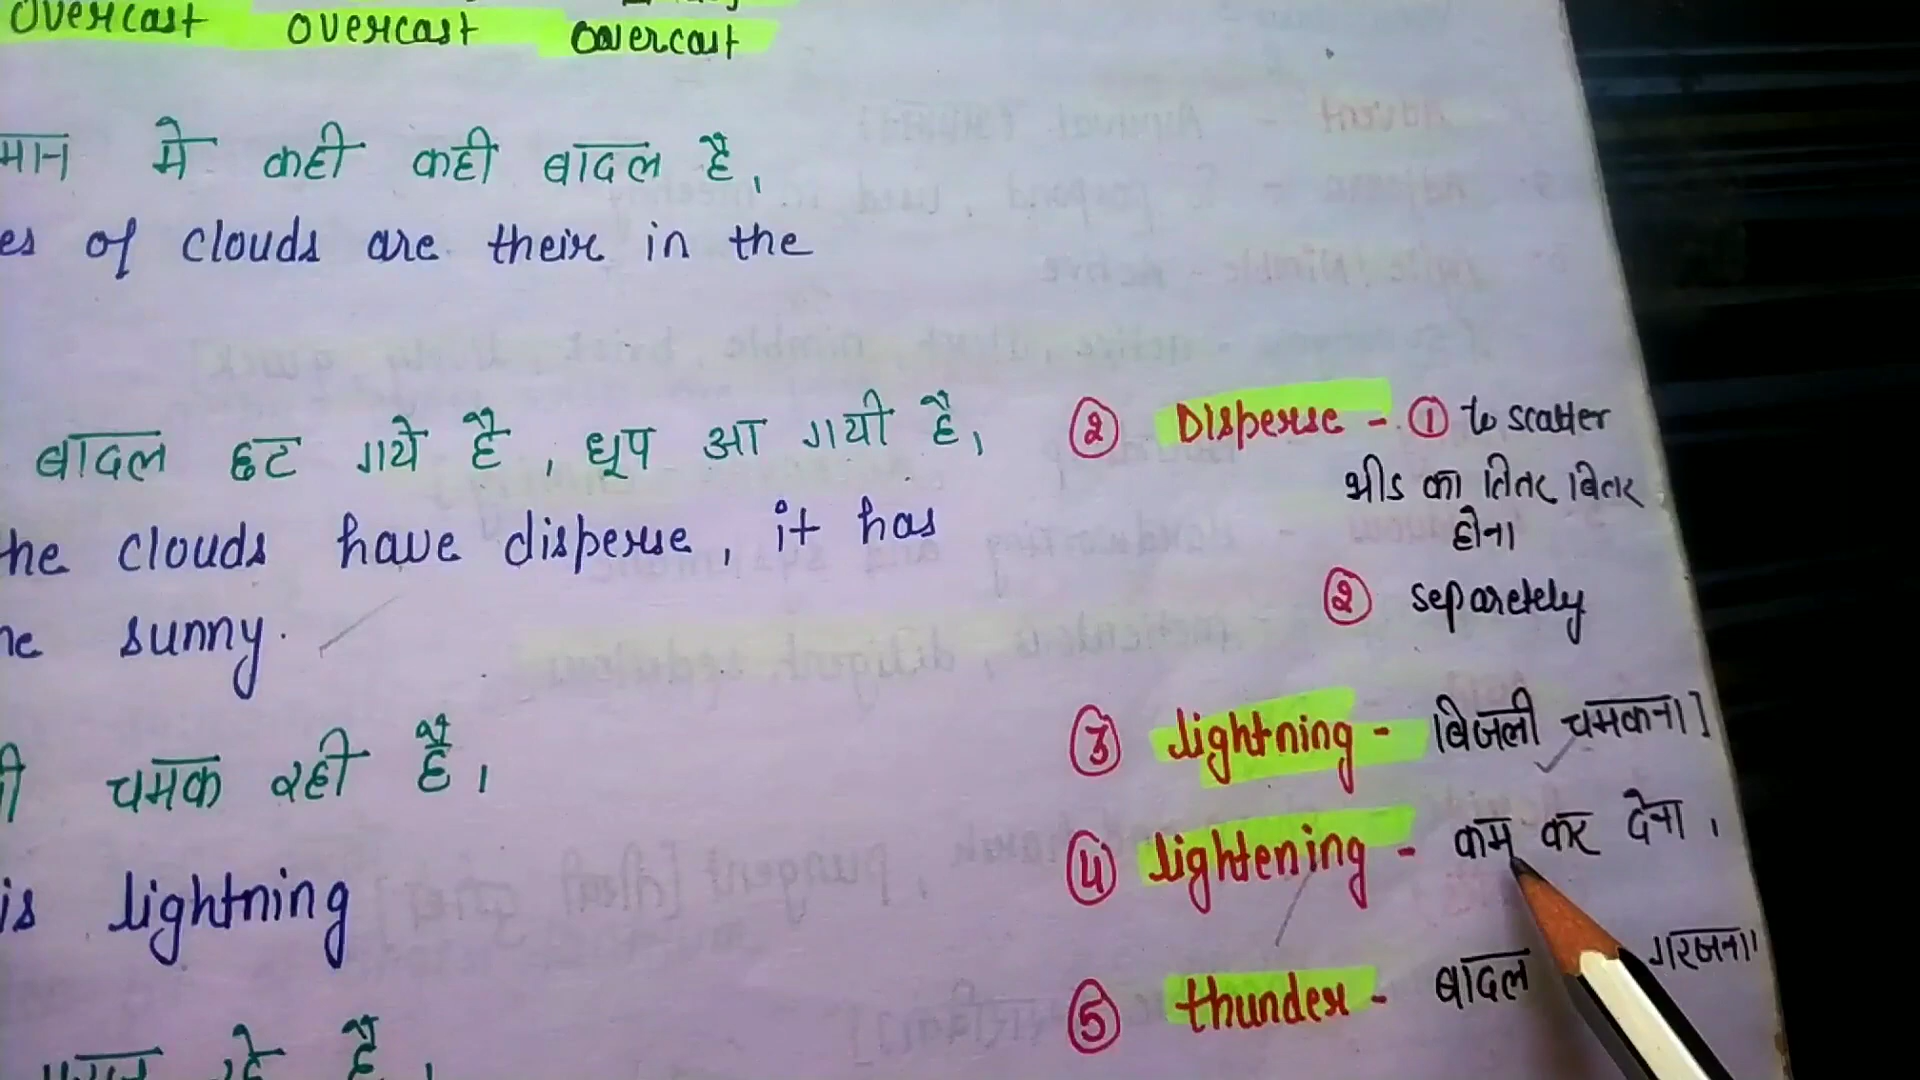 overcast overcast overcast
मान में कही कही बादल है,
es of clouds are their in the
बादल छट गये है, धूप आ गयी है,
he clouds have disperse, it has
ne sunny.
② Disperse - ① to scatter
भीड का तितर बितर
होना
② separetely
ी चमक रही है,
is lightning
③ lightning - बिजली चमकना]
④ lightening - कम कर देना,
⑤ thunder - बादल गरजना
रहे है,